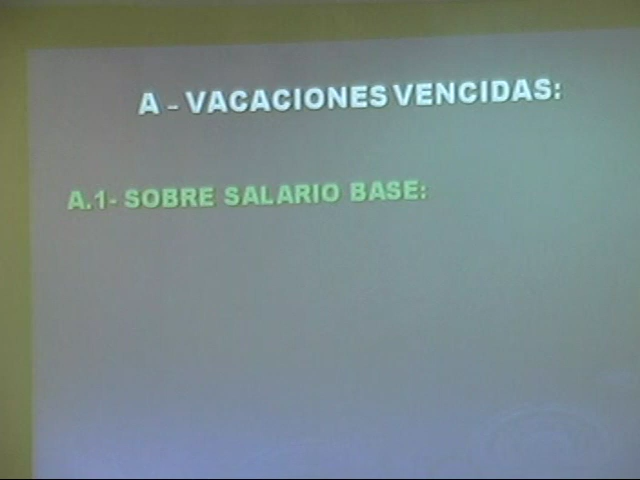 A - VACACIONES VENCIDAS:
A.1- SOBRE SALARIO BASE: